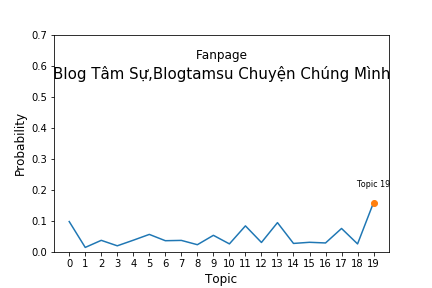 0.7
Fanpage
0.6
Blog Tâm Sự,Blogtamsu Chuyện Chúng Mình
0.5
0.4
Probability
0.3
Topic 19
0.2
0.1
0.0
0 1 2 3 4 5 6 7 8 9 10 11 12 13 14 15 16 17 18 19
Topic